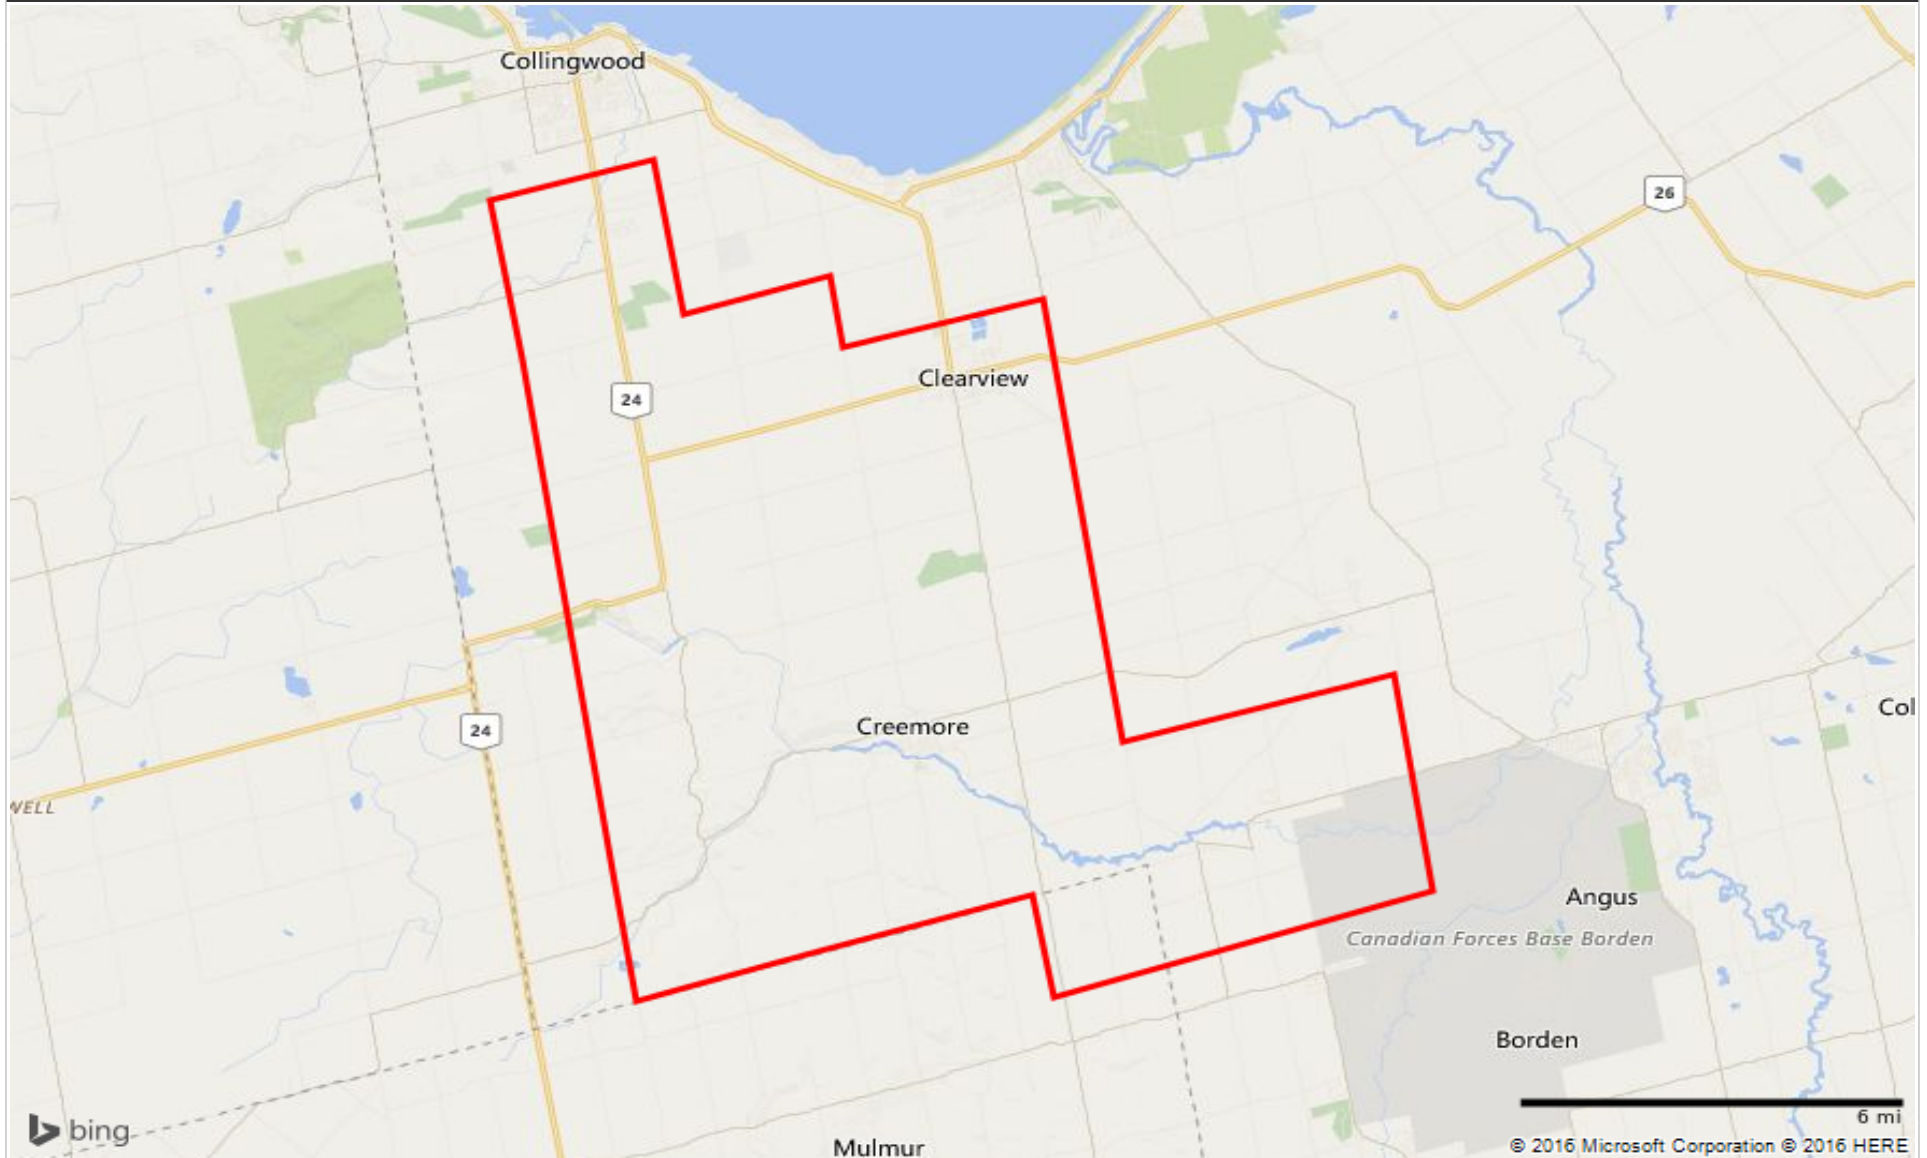 Collingwood
26
Clearview
24
Creemore
Col
24
WELL
Angus
Canadian Forces Base Borden
Borden
6 mi
bing
Mulmur
© 2016 Microsoft Corporation © 2016 HERE